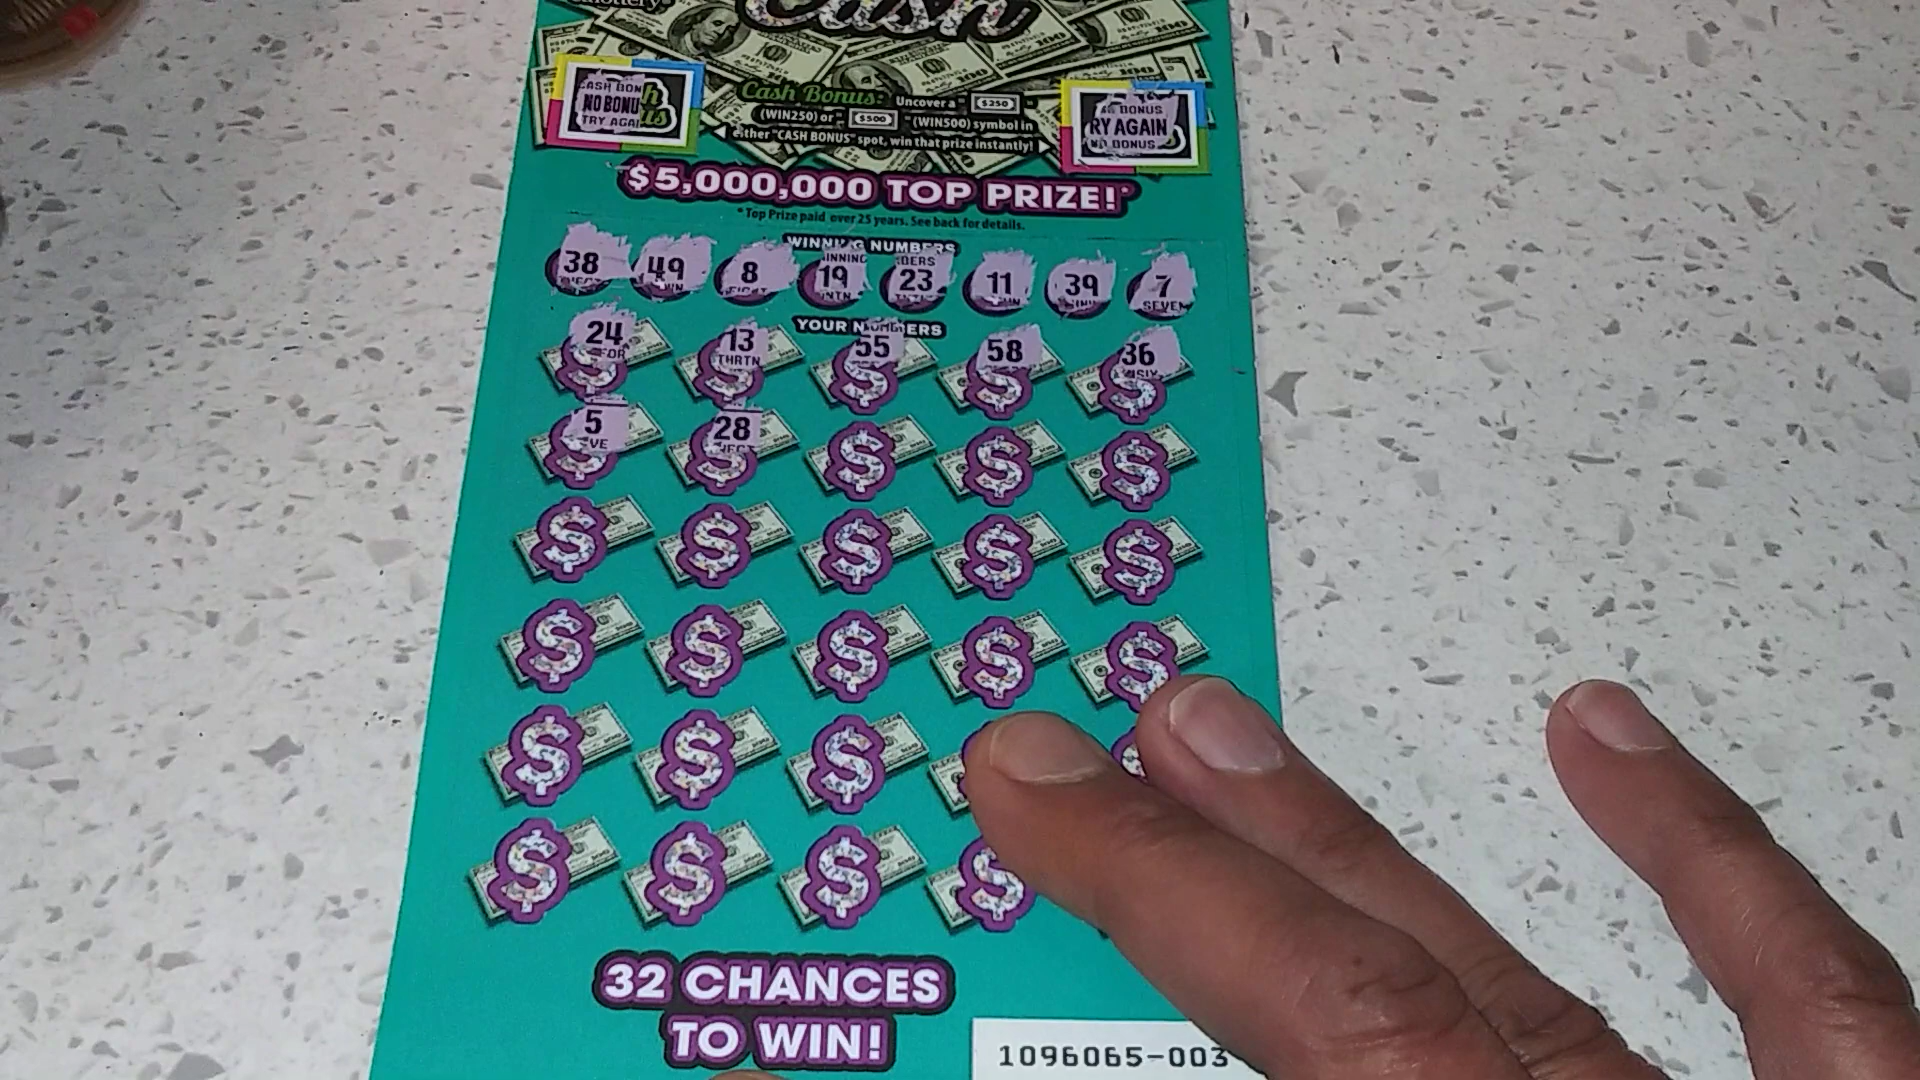 Cash
CASH BONUS
NO BONUS
TRY AGAIN
Cash Bonus: Uncover a $250
(WIN250) or $500 (WIN500) symbol in
either "CASH BONUS" spot, win that prize instantly!
BONUS
RY AGAIN
NO BONUS
$5,000,000 TOP PRIZE!*
*Top Prize paid over 25 years. See back for details.
WINNING NUMBERS
38 49 8 19 23 11 39 7
SEVEN
YOUR NUMBERS
24 13 55 58 36
THRTN
5 28
32 CHANCES
TO WIN!
1096065-003